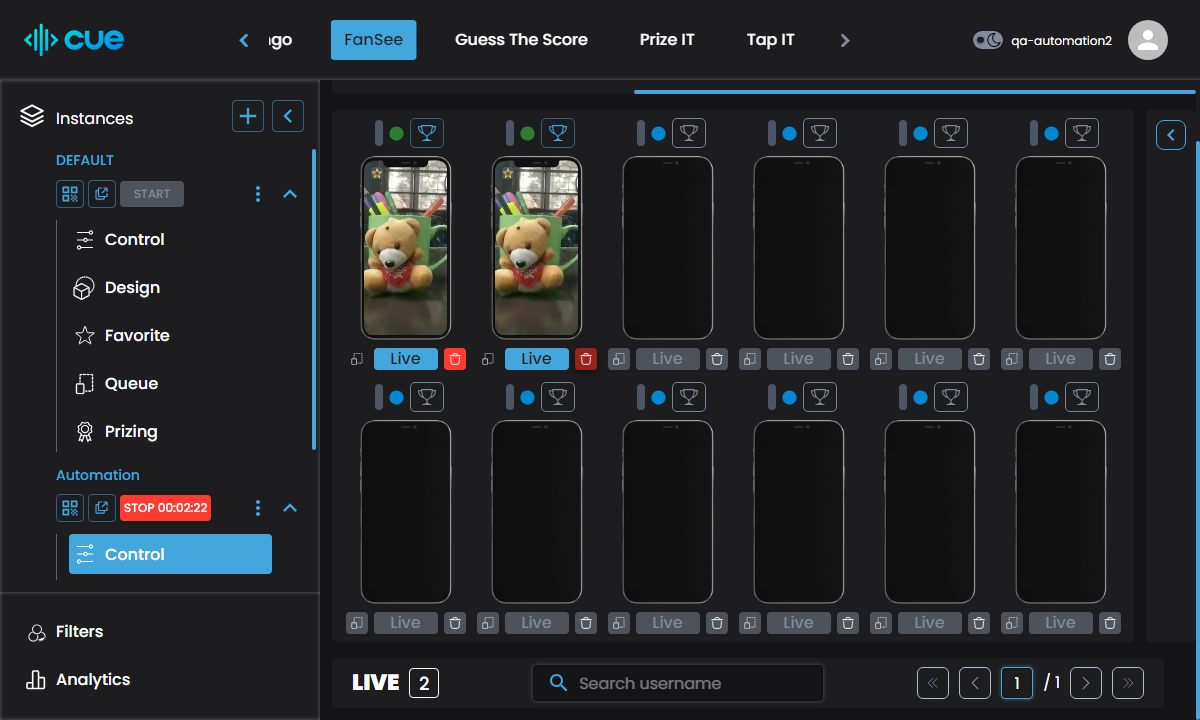 cue
ngo
FanSee
Guess The Score
Prize IT
Tap IT
qa-automation2
Instances
DEFAULT
START
Control
Design
Favorite
Queue
Prizing
Automation
STOP 00:02:22
Control
Filters
Analytics
Live
Live
Live
Live
Live
Live
Live
Live
Live
Live
Live
Live
LIVE 2
Search username
1 / 1